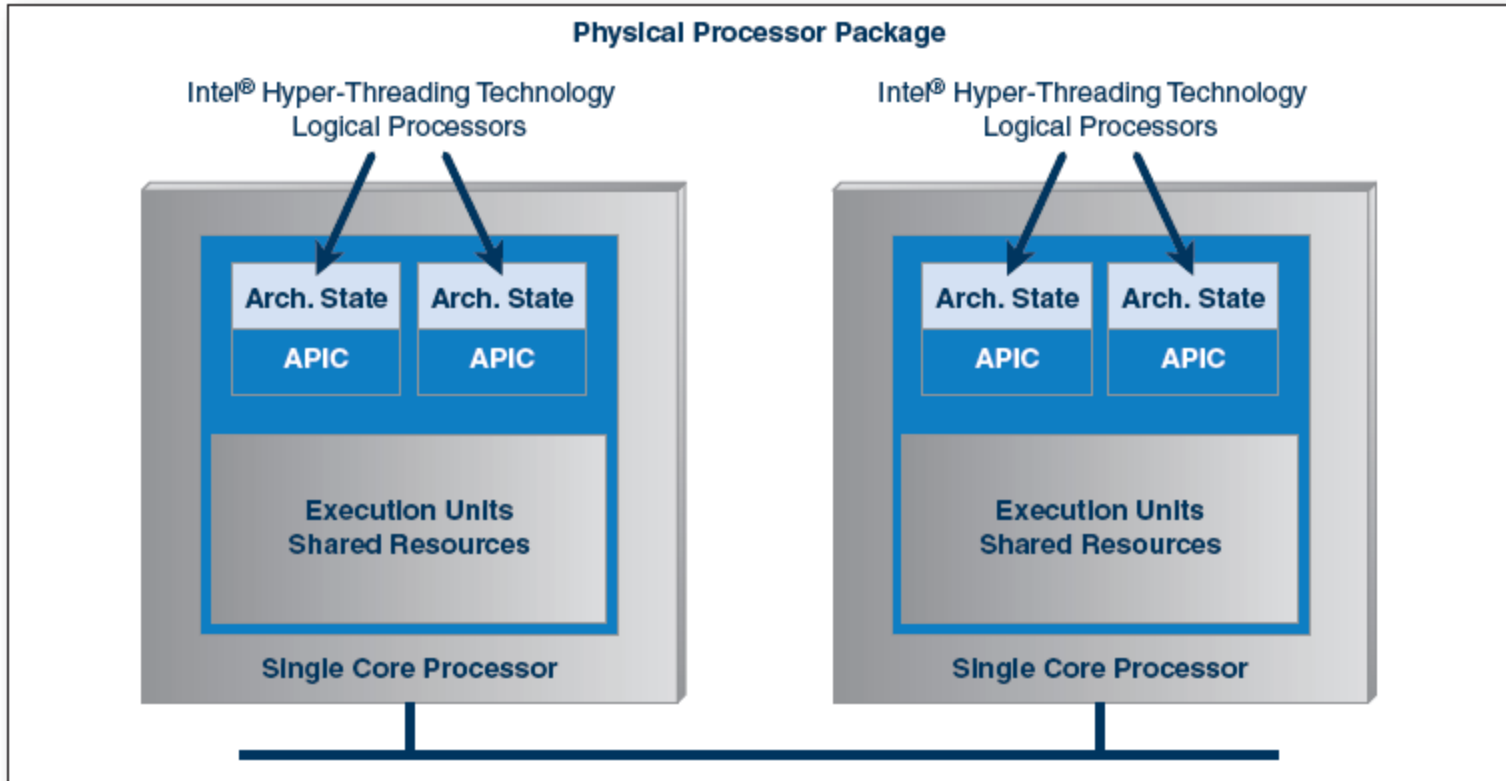 Physical Processor Package
Intel® Hyper-Threading Technology
Logical Processors
Intel® Hyper-Threading Technology
Logical Processors
Arch. State
Arch. State
APIC
APIC
Execution Units
Shared Resources
Single Core Processor
Arch. State
Arch. State
APIC
APIC
Execution Units
Shared Resources
Single Core Processor